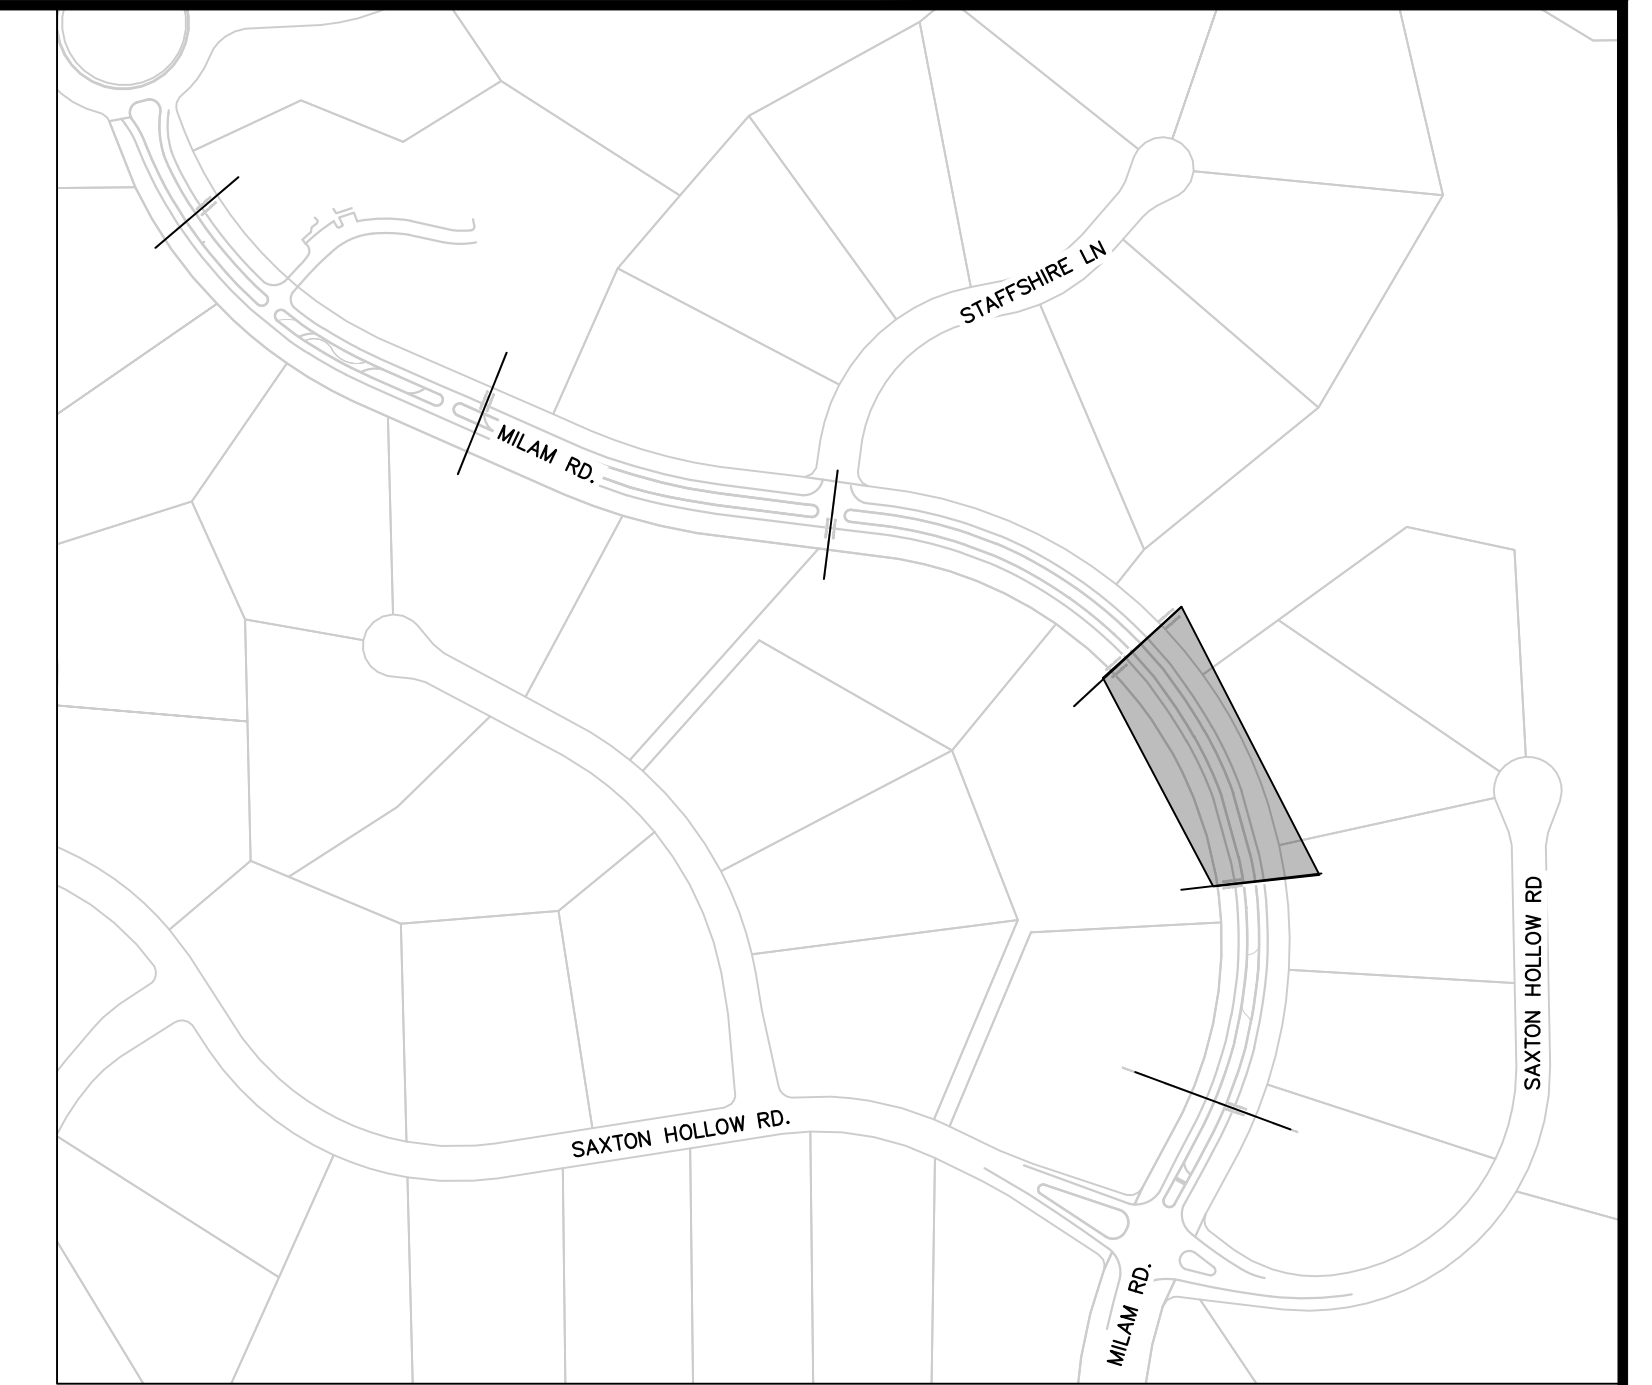 STAFFSHIRE LN
MILAM RD.
SAXTON HOLLOW RD
SAXTON HOLLOW RD.
MILAM RD.